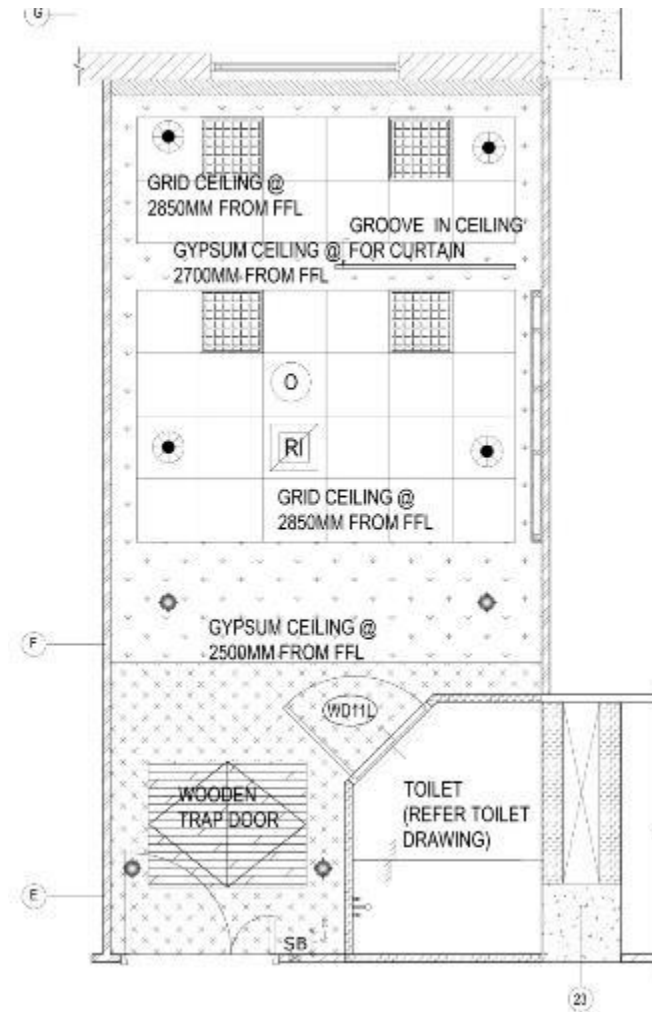 G
GRID CEILING @
2850MM FROM FFL
GROOVE IN CEILING
FOR CURTAIN
GYPSUM CEILING @
2700MM FROM FFL
O
RI
GRID CEILING @
2850MM FROM FFL
F
GYPSUM CEILING @
2500MM FROM FFL
WD11L
WOODEN
TRAP DOOR
TOILET
(REFER TOILET
DRAWING)
E
SB
23